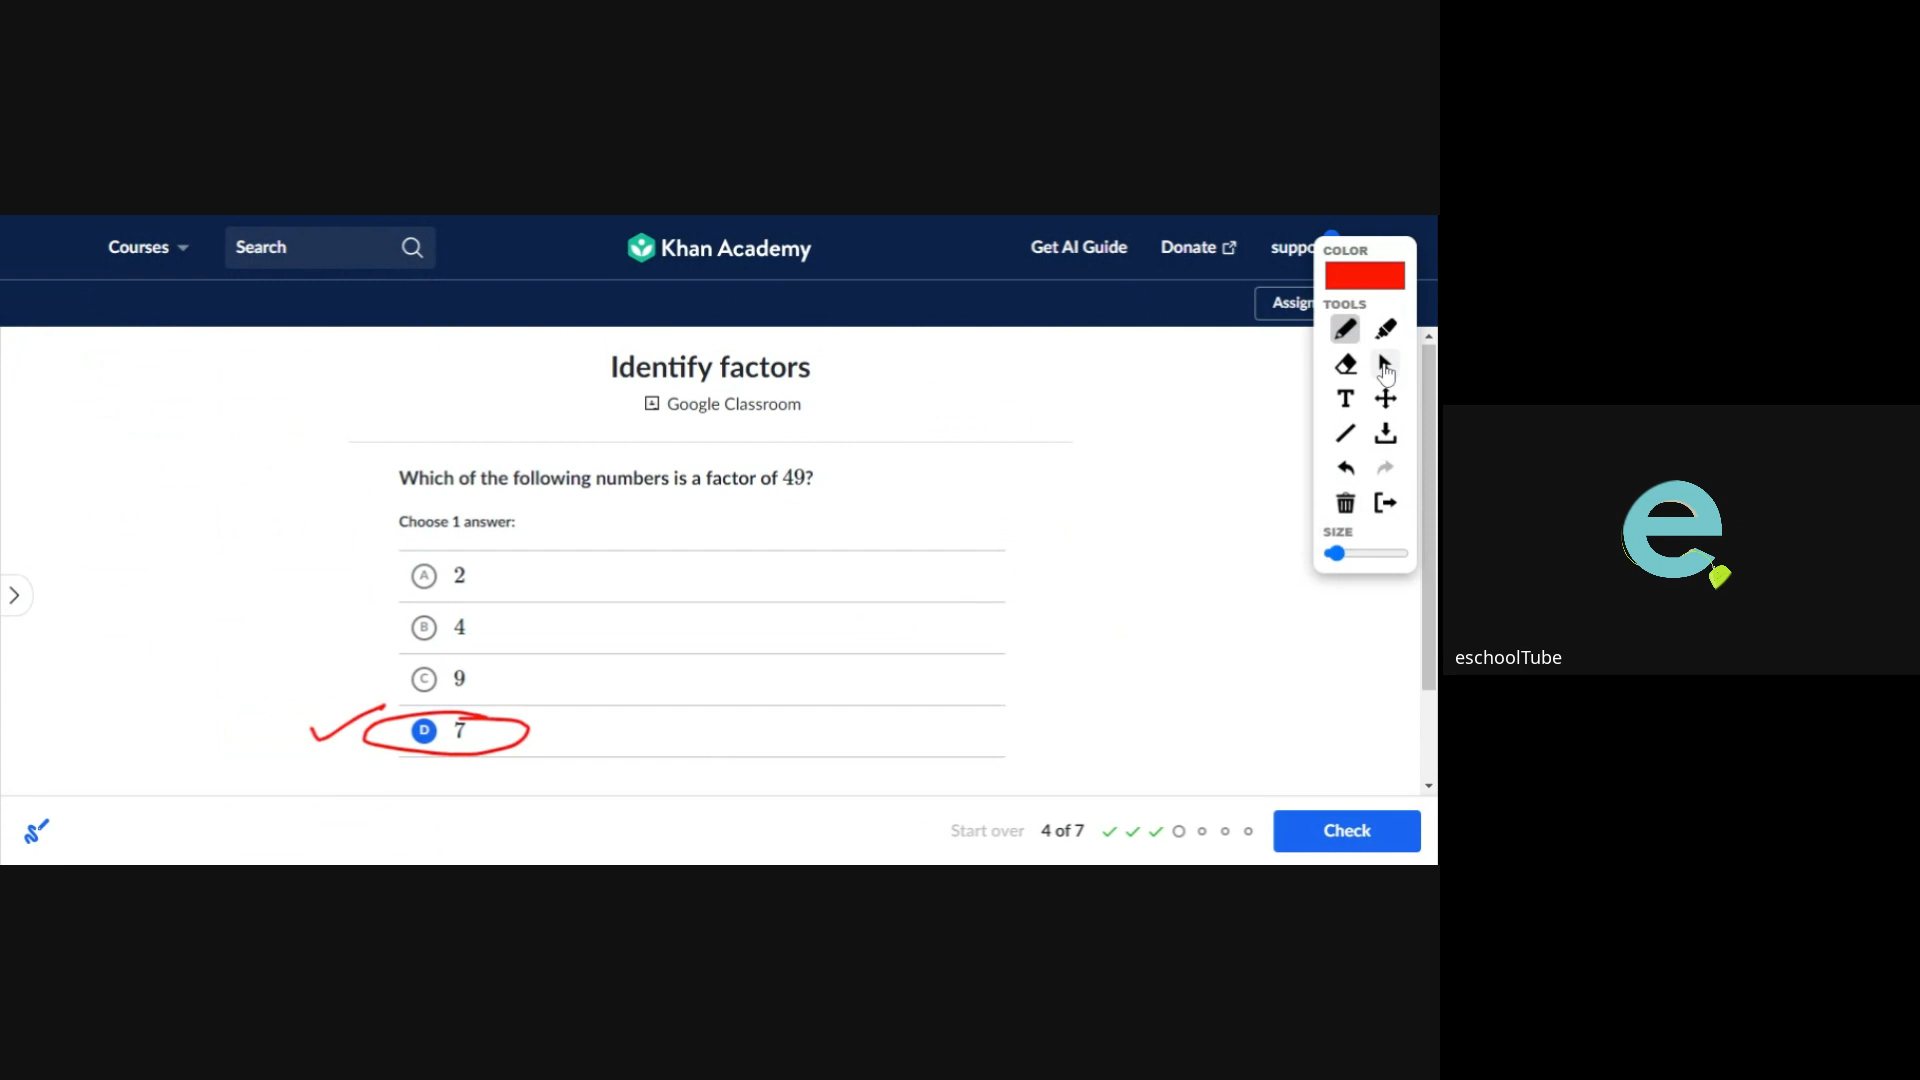 Courses
Search
Khan Academy
Get AI Guide
Donate
suppo
Assign
COLOR
TOOLS
T
SIZE
Identify factors
Google Classroom
Which of the following numbers is a factor of 49?
Choose 1 answer:
A 2
B 4
C 9
D 7
Start over 4 of 7
Check
e
eschoolTube